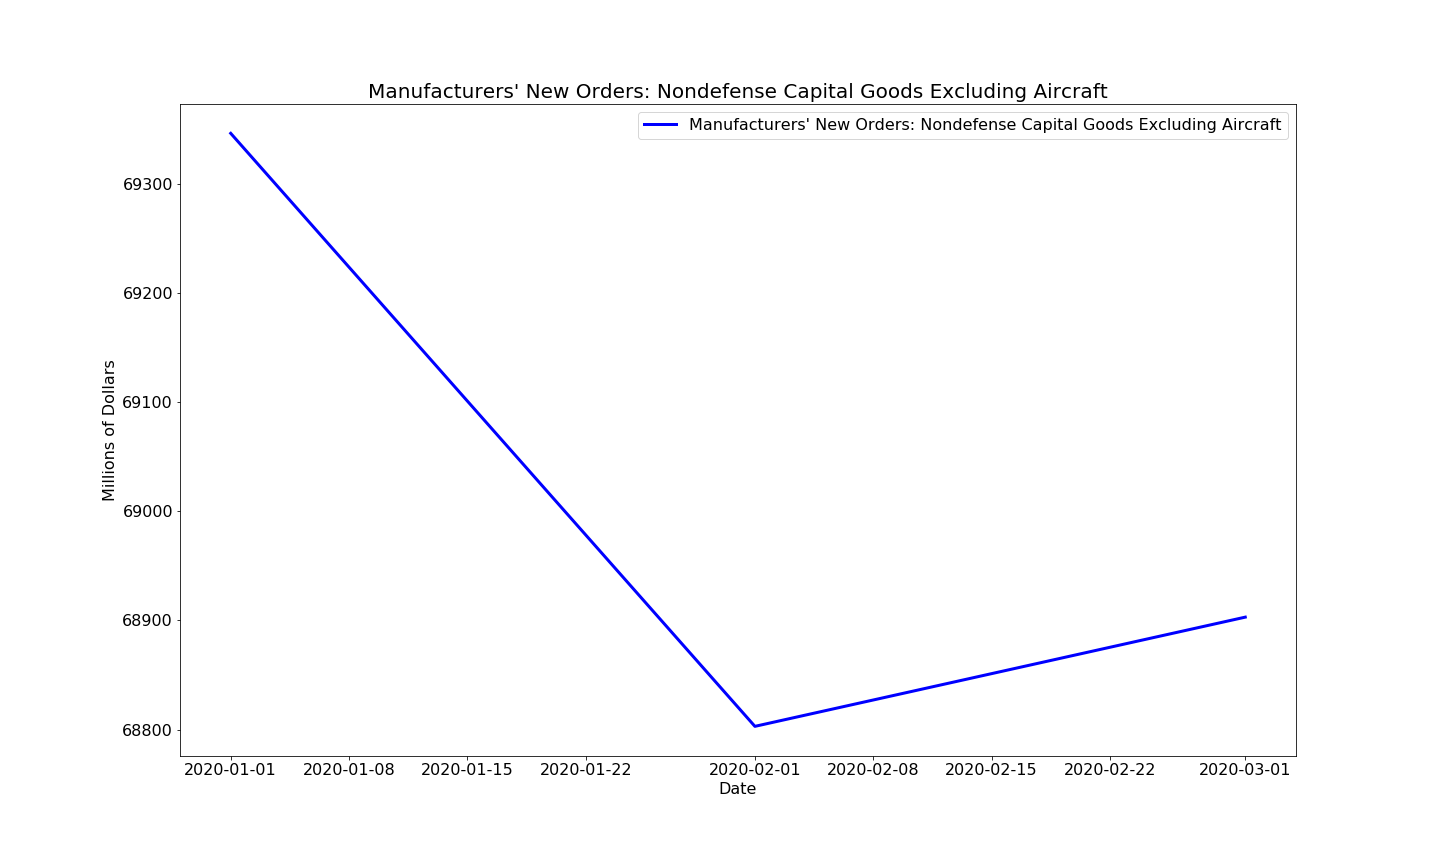 Manufacturers' New Orders: Nondefense Capital Goods Excluding Aircraft
Manufacturers' New Orders: Nondefense Capital Goods Excluding Aircraft
69300
69200
69100
69000
68900
68800
Millions of Dollars
2020-01-01 2020-01-08 2020-01-15 2020-01-22 2020-02-01 2020-02-08 2020-02-15 2020-02-22 2020-03-01
Date